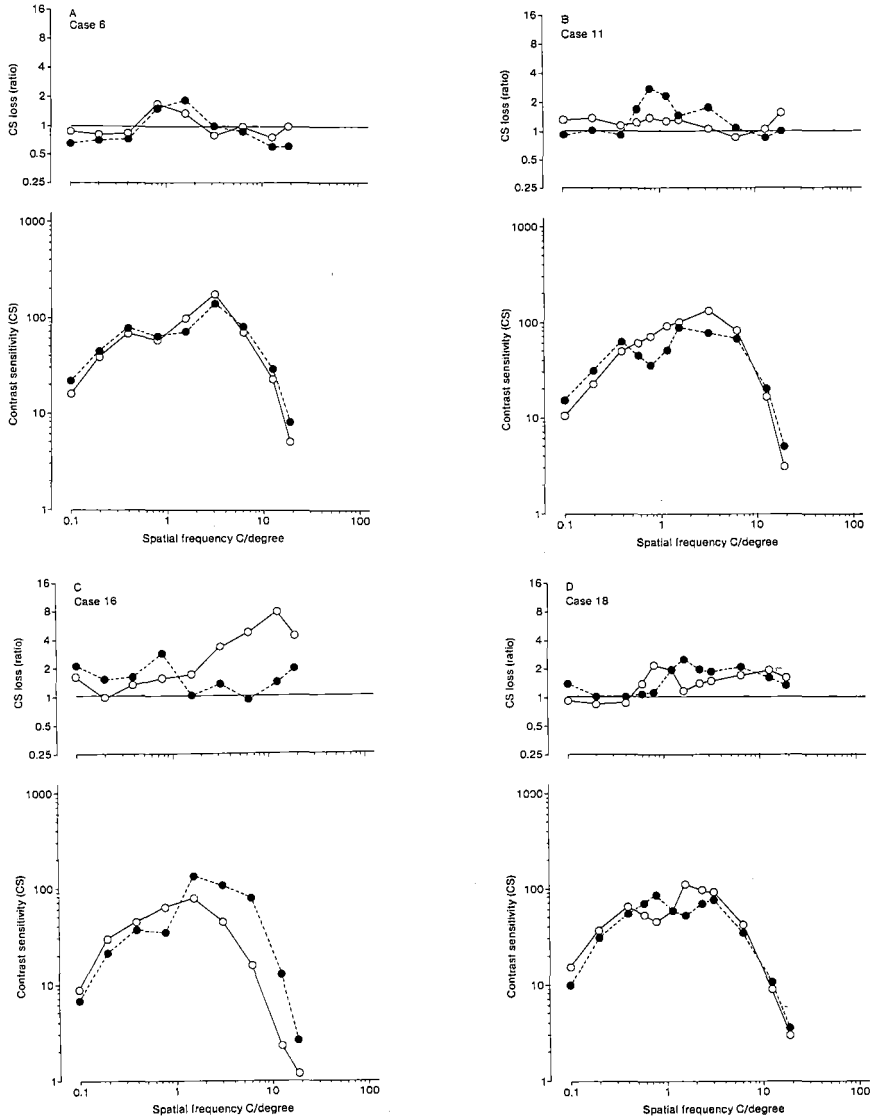 A
Case 6
16
8
4
2
1
0.5
0.25
CS loss (ratio)
1000
100
10
1
Contrast sensitivity (CS)
0.1 1 10 100
Spatial frequency C/degree
B
Case 11
16
8
4
2
1
0.5
0.25
CS loss (ratio)
1000
100
10
1
Contrast sensitivity (CS)
0.1 1 10 100
Spatial frequency C/degree
C
Case 16
16
8
4
2
1
0.5
0.25
CS loss (ratio)
1000
100
10
1
Contrast sensitivity (CS)
0.1 1 10 100
Spatial frequency C/degree
D
Case 18
16
8
4
2
1
0.5
0.25
CS loss (ratio)
1000
100
10
1
Contrast sensitivity (CS)
0.1 1 10 100
Spatial frequency C/degree